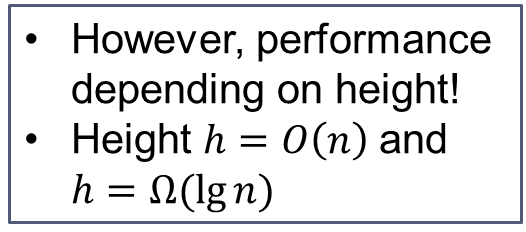 • However, performance
depending on height!
• Height ℎ = 𝑂(𝑛) and
ℎ = Ω(lg 𝑛)